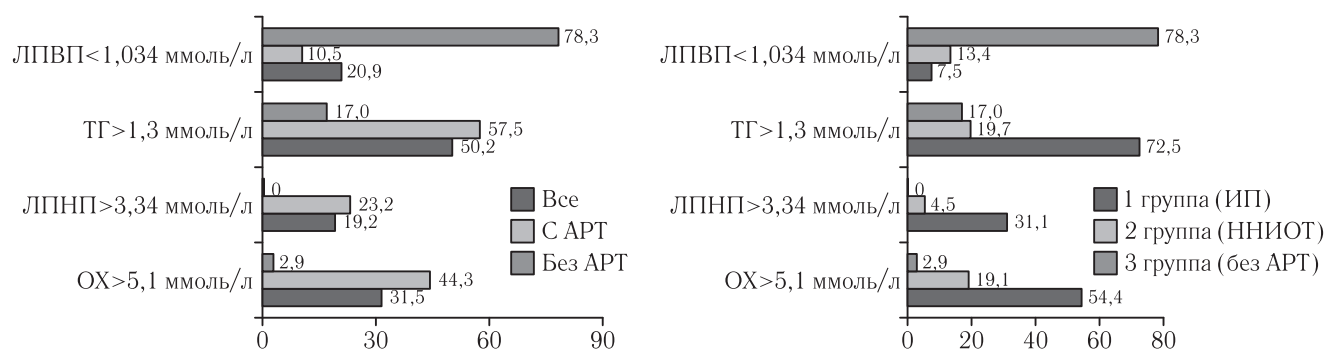 ЛПВП<1,034 ммоль/л
78,3
10,5
20,9
ТГ>1,3 ммоль/л
17,0
57,5
50,2
ЛПНП>3,34 ммоль/л
0
23,2
19,2
ОХ>5,1 ммоль/л
2,9
44,3
31,5
Все
С АРТ
Без АРТ
0 30 60 90
ЛПВП<1,034 ммоль/л
78,3
13,4
7,5
ТГ>1,3 ммоль/л
17,0
19,7
72,5
ЛПНП>3,34 ммоль/л
0
4,5
31,1
ОХ>5,1 ммоль/л
2,9
19,1
54,4
1 группа (ИП)
2 группа (ННИОТ)
3 группа (без АРТ)
0 20 40 60 80